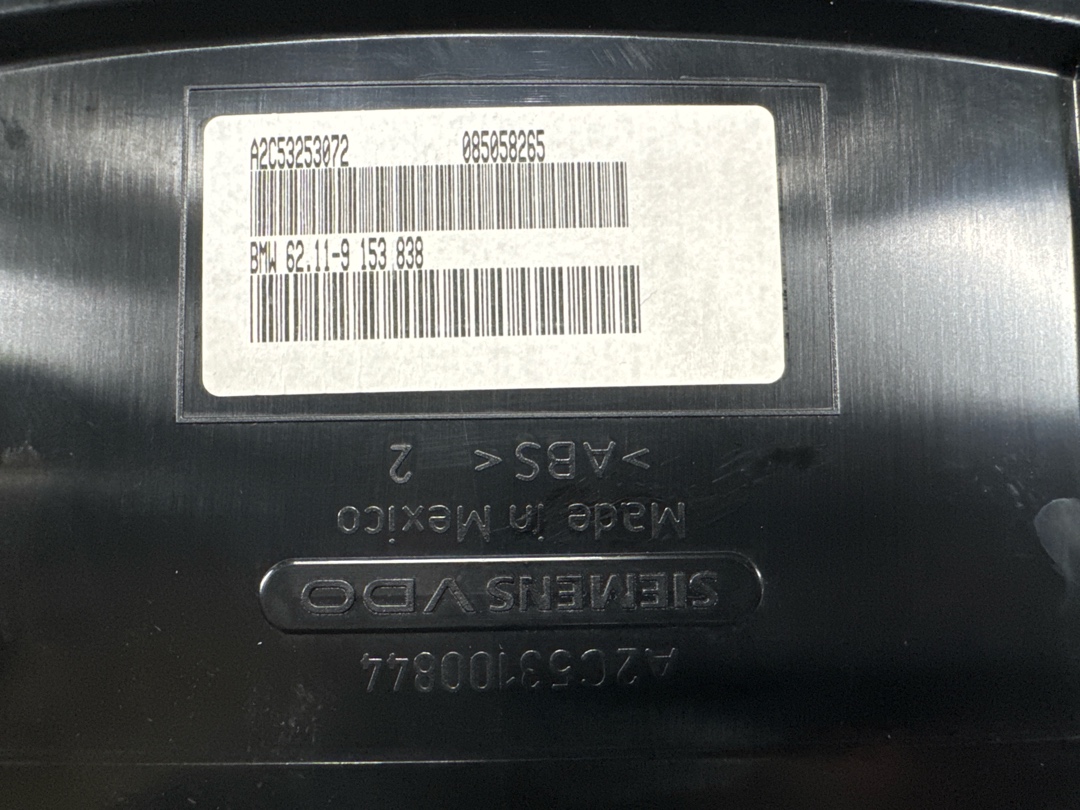 A2C53253072 085058265
BMW 62.11-9 153 838
>ABS< 2
Made in Mexico
SIEMENS VDO
A2C53100844